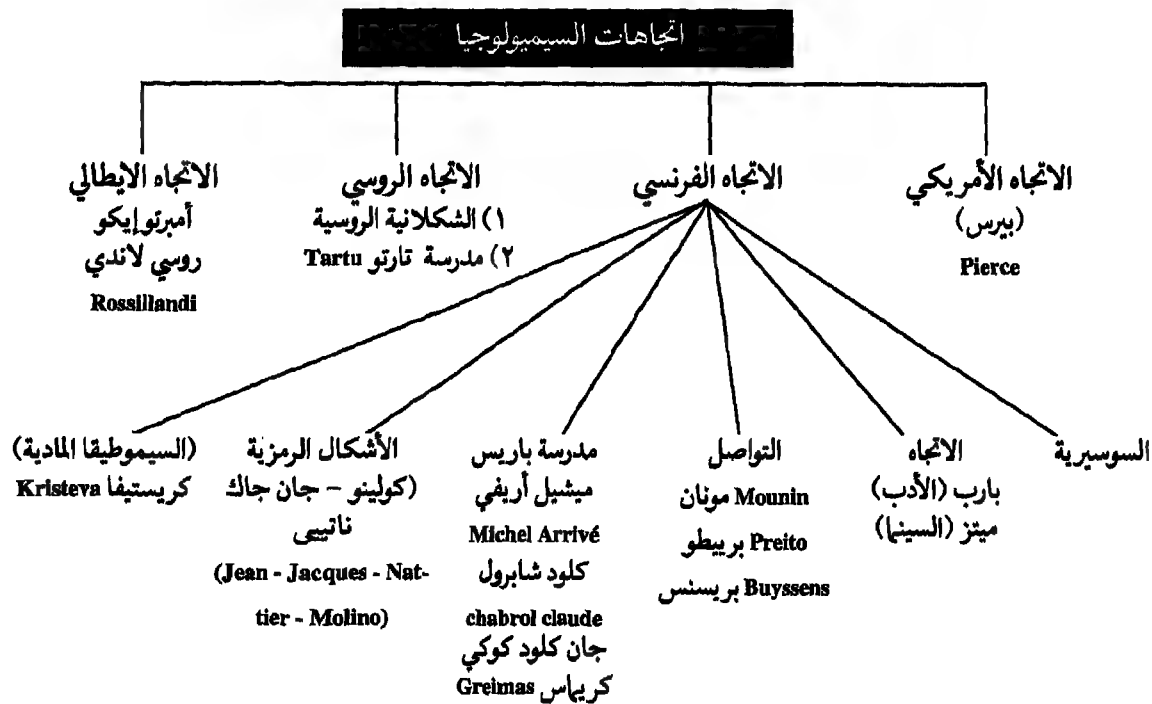 اتجاهات السيميولوجيا
الاتجاه الأمريكي
(بيرس)
Pierce
الاتجاه الفرنسي
الاتجاه الروسي
١) الشكلانية الروسية
٢) مدرسة تارتو Tartu
الاتجاه الايطالي
أمبرتو إيكو
روسي لاندي
Rossillandi
السوسيرية
الاتجاه
بارب (الأدب)
ميتز (السينما)
التواصل
مونان Mounin
برييطو Preito
بريسنس Buyssens
مدرسة باريس
ميشيل أريفي
Michel Arrivé
كلود شابرول
chabrol claude
جان كلود كوكي
كريماس Greimas
الأشكال الرمزية
(كولينو – جان جاك
ناتييى
(Jean - Jacques - Nat-
tier - Molino)
(السيموطيقا المادية)
كريستيفا Kristeva